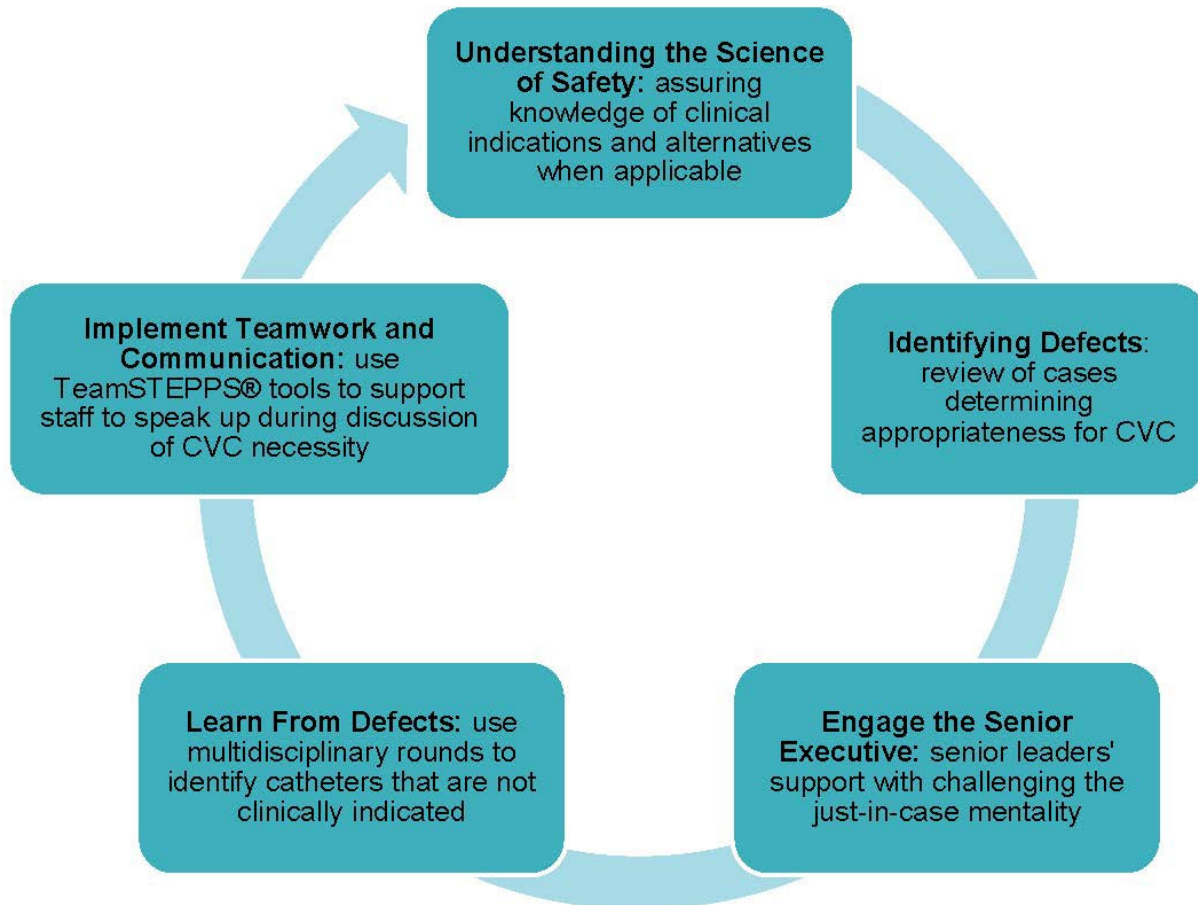 Understanding the Science
of Safety: assuring
knowledge of clinical
indications and alternatives
when applicable
Identifying Defects:
review of cases
determining
appropriateness for CVC
Engage the Senior
Executive: senior leaders'
support with challenging the
just-in-case mentality
Learn From Defects: use
multidisciplinary rounds to
identify catheters that are not
clinically indicated
Implement Teamwork and
Communication: use
TeamSTEPPS® tools to support
staff to speak up during discussion
of CVC necessity